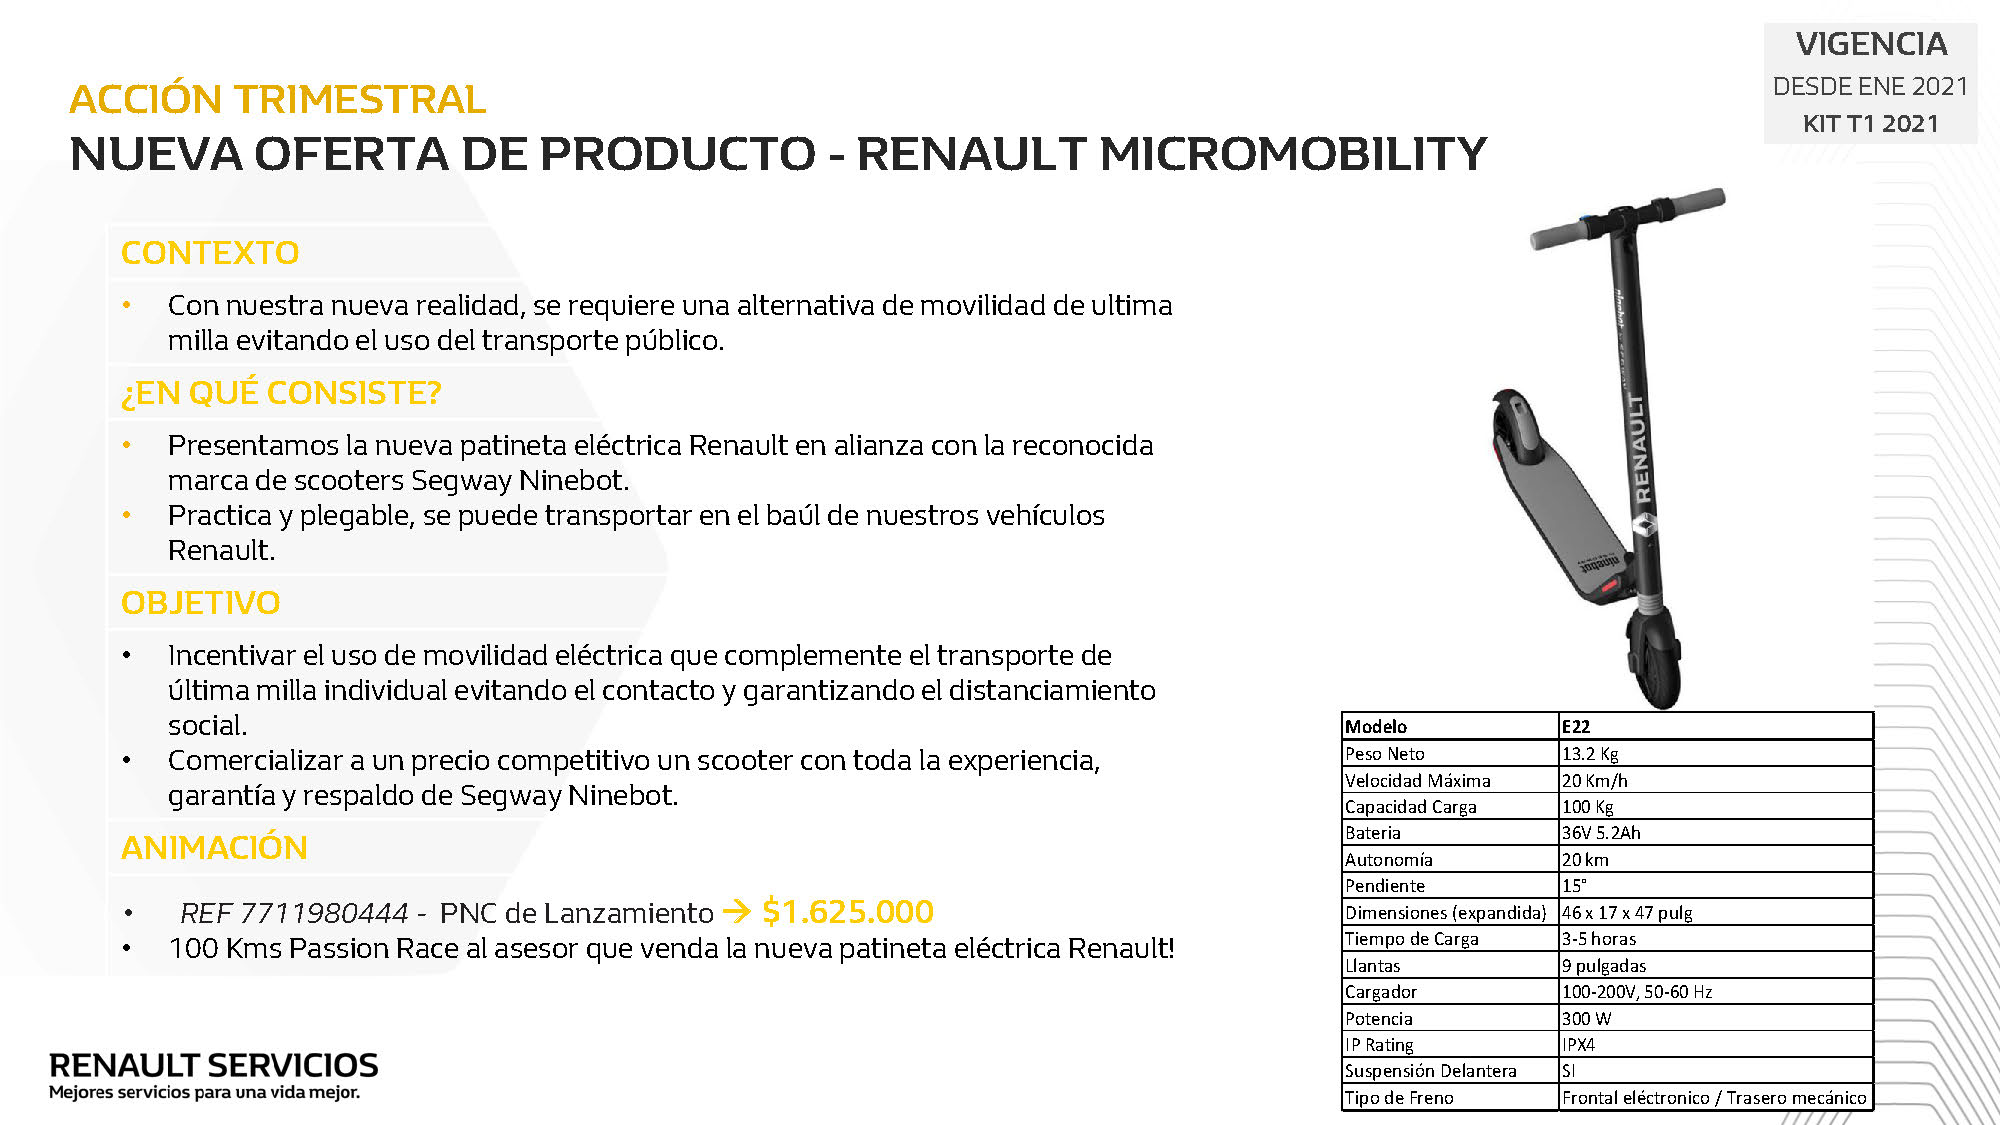 VIGENCIA
DESDE ENE 2021
KIT T1 2021
ACCIÓN TRIMESTRAL
NUEVA OFERTA DE PRODUCTO - RENAULT MICROMOBILITY
CONTEXTO
• Con nuestra nueva realidad, se requiere una alternativa de movilidad de ultima
milla evitando el uso del transporte público.
¿EN QUÉ CONSISTE?
• Presentamos la nueva patineta eléctrica Renault en alianza con la reconocida
marca de scooters Segway Ninebot.
• Practica y plegable, se puede transportar en el baúl de nuestros vehículos
Renault.
OBJETIVO
• Incentivar el uso de movilidad eléctrica que complemente el transporte de
última milla individual evitando el contacto y garantizando el distanciamiento
social.
• Comercializar a un precio competitivo un scooter con toda la experiencia,
garantía y respaldo de Segway Ninebot.
ANIMACIÓN
• REF 7711980444 - PNC de Lanzamiento → $1.625.000
• 100 Kms Passion Race al asesor que venda la nueva patineta eléctrica Renault!
RENAULT SERVICIOS
Mejores servicios para una vida mejor.
ninebot
RENAULT
ninebot
Modelo E22
Peso Neto 13.2 Kg
Velocidad Máxima 20 Km/h
Capacidad Carga 100 Kg
Bateria 36V 5.2Ah
Autonomía 20 km
Pendiente 15°
Dimensiones (expandida) 46 x 17 x 47 pulg
Tiempo de Carga 3-5 horas
Llantas 9 pulgadas
Cargador 100-200V, 50-60 Hz
Potencia 300 W
IP Rating IPX4
Suspensión Delantera SI
Tipo de Freno Frontal eléctronico / Trasero mecánico